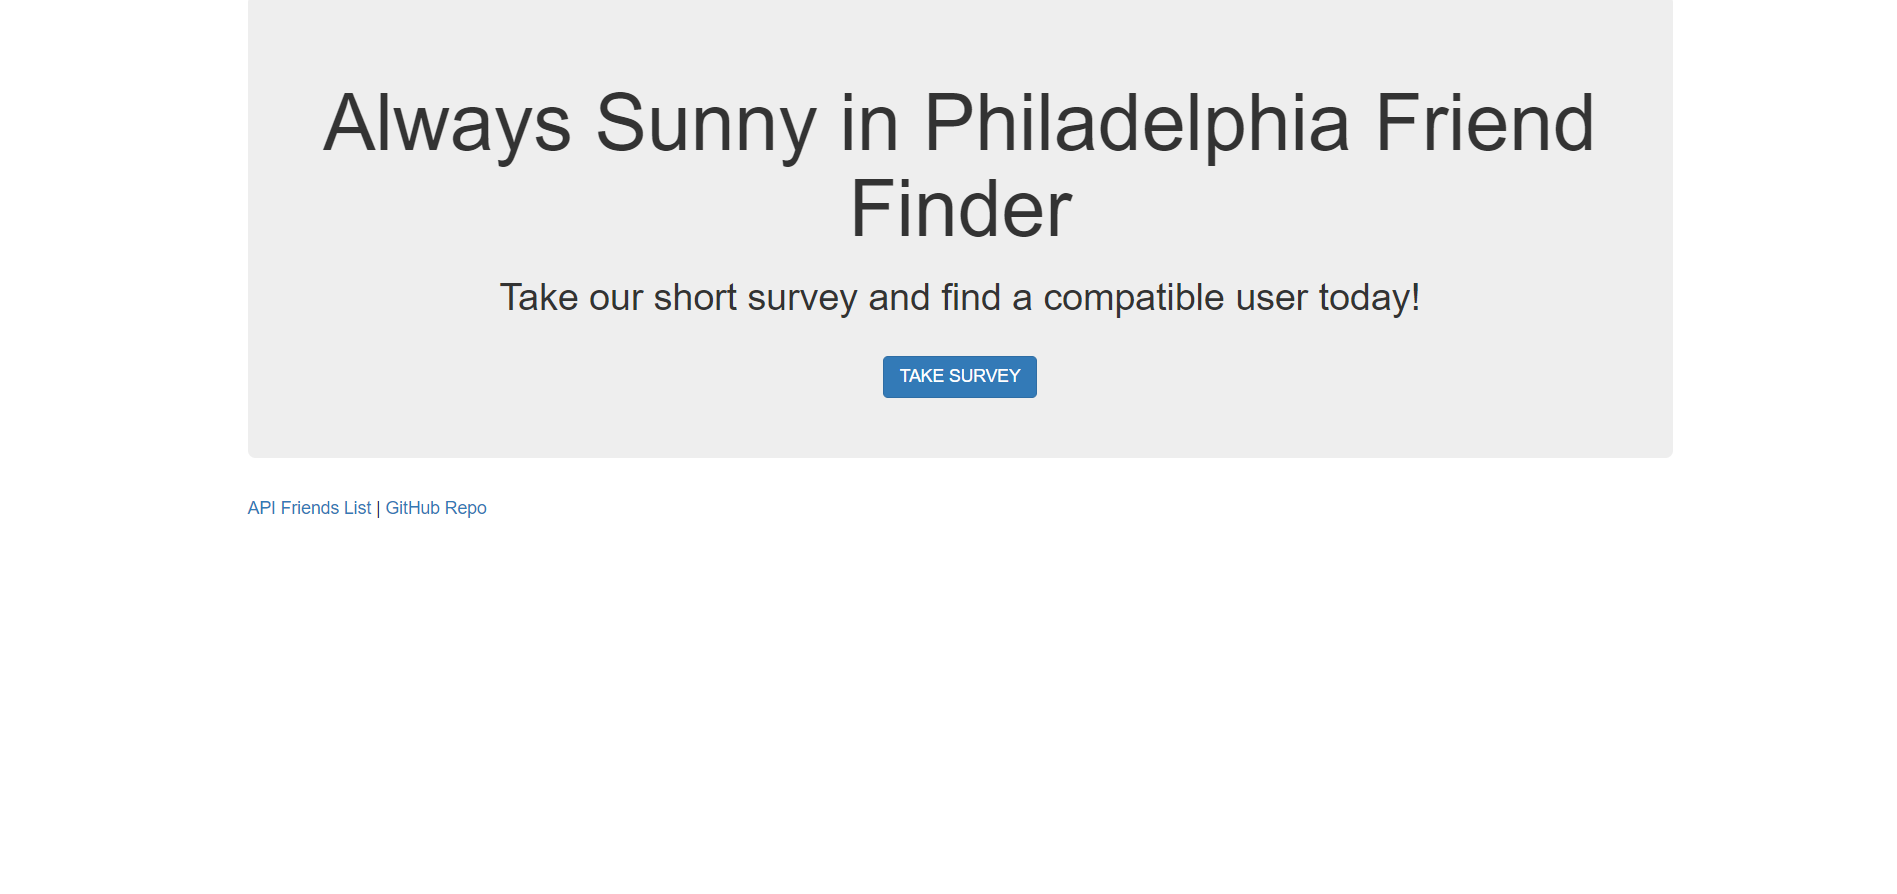 Always Sunny in Philadelphia Friend
Finder
Take our short survey and find a compatible user today!
TAKE SURVEY
API Friends List | GitHub Repo